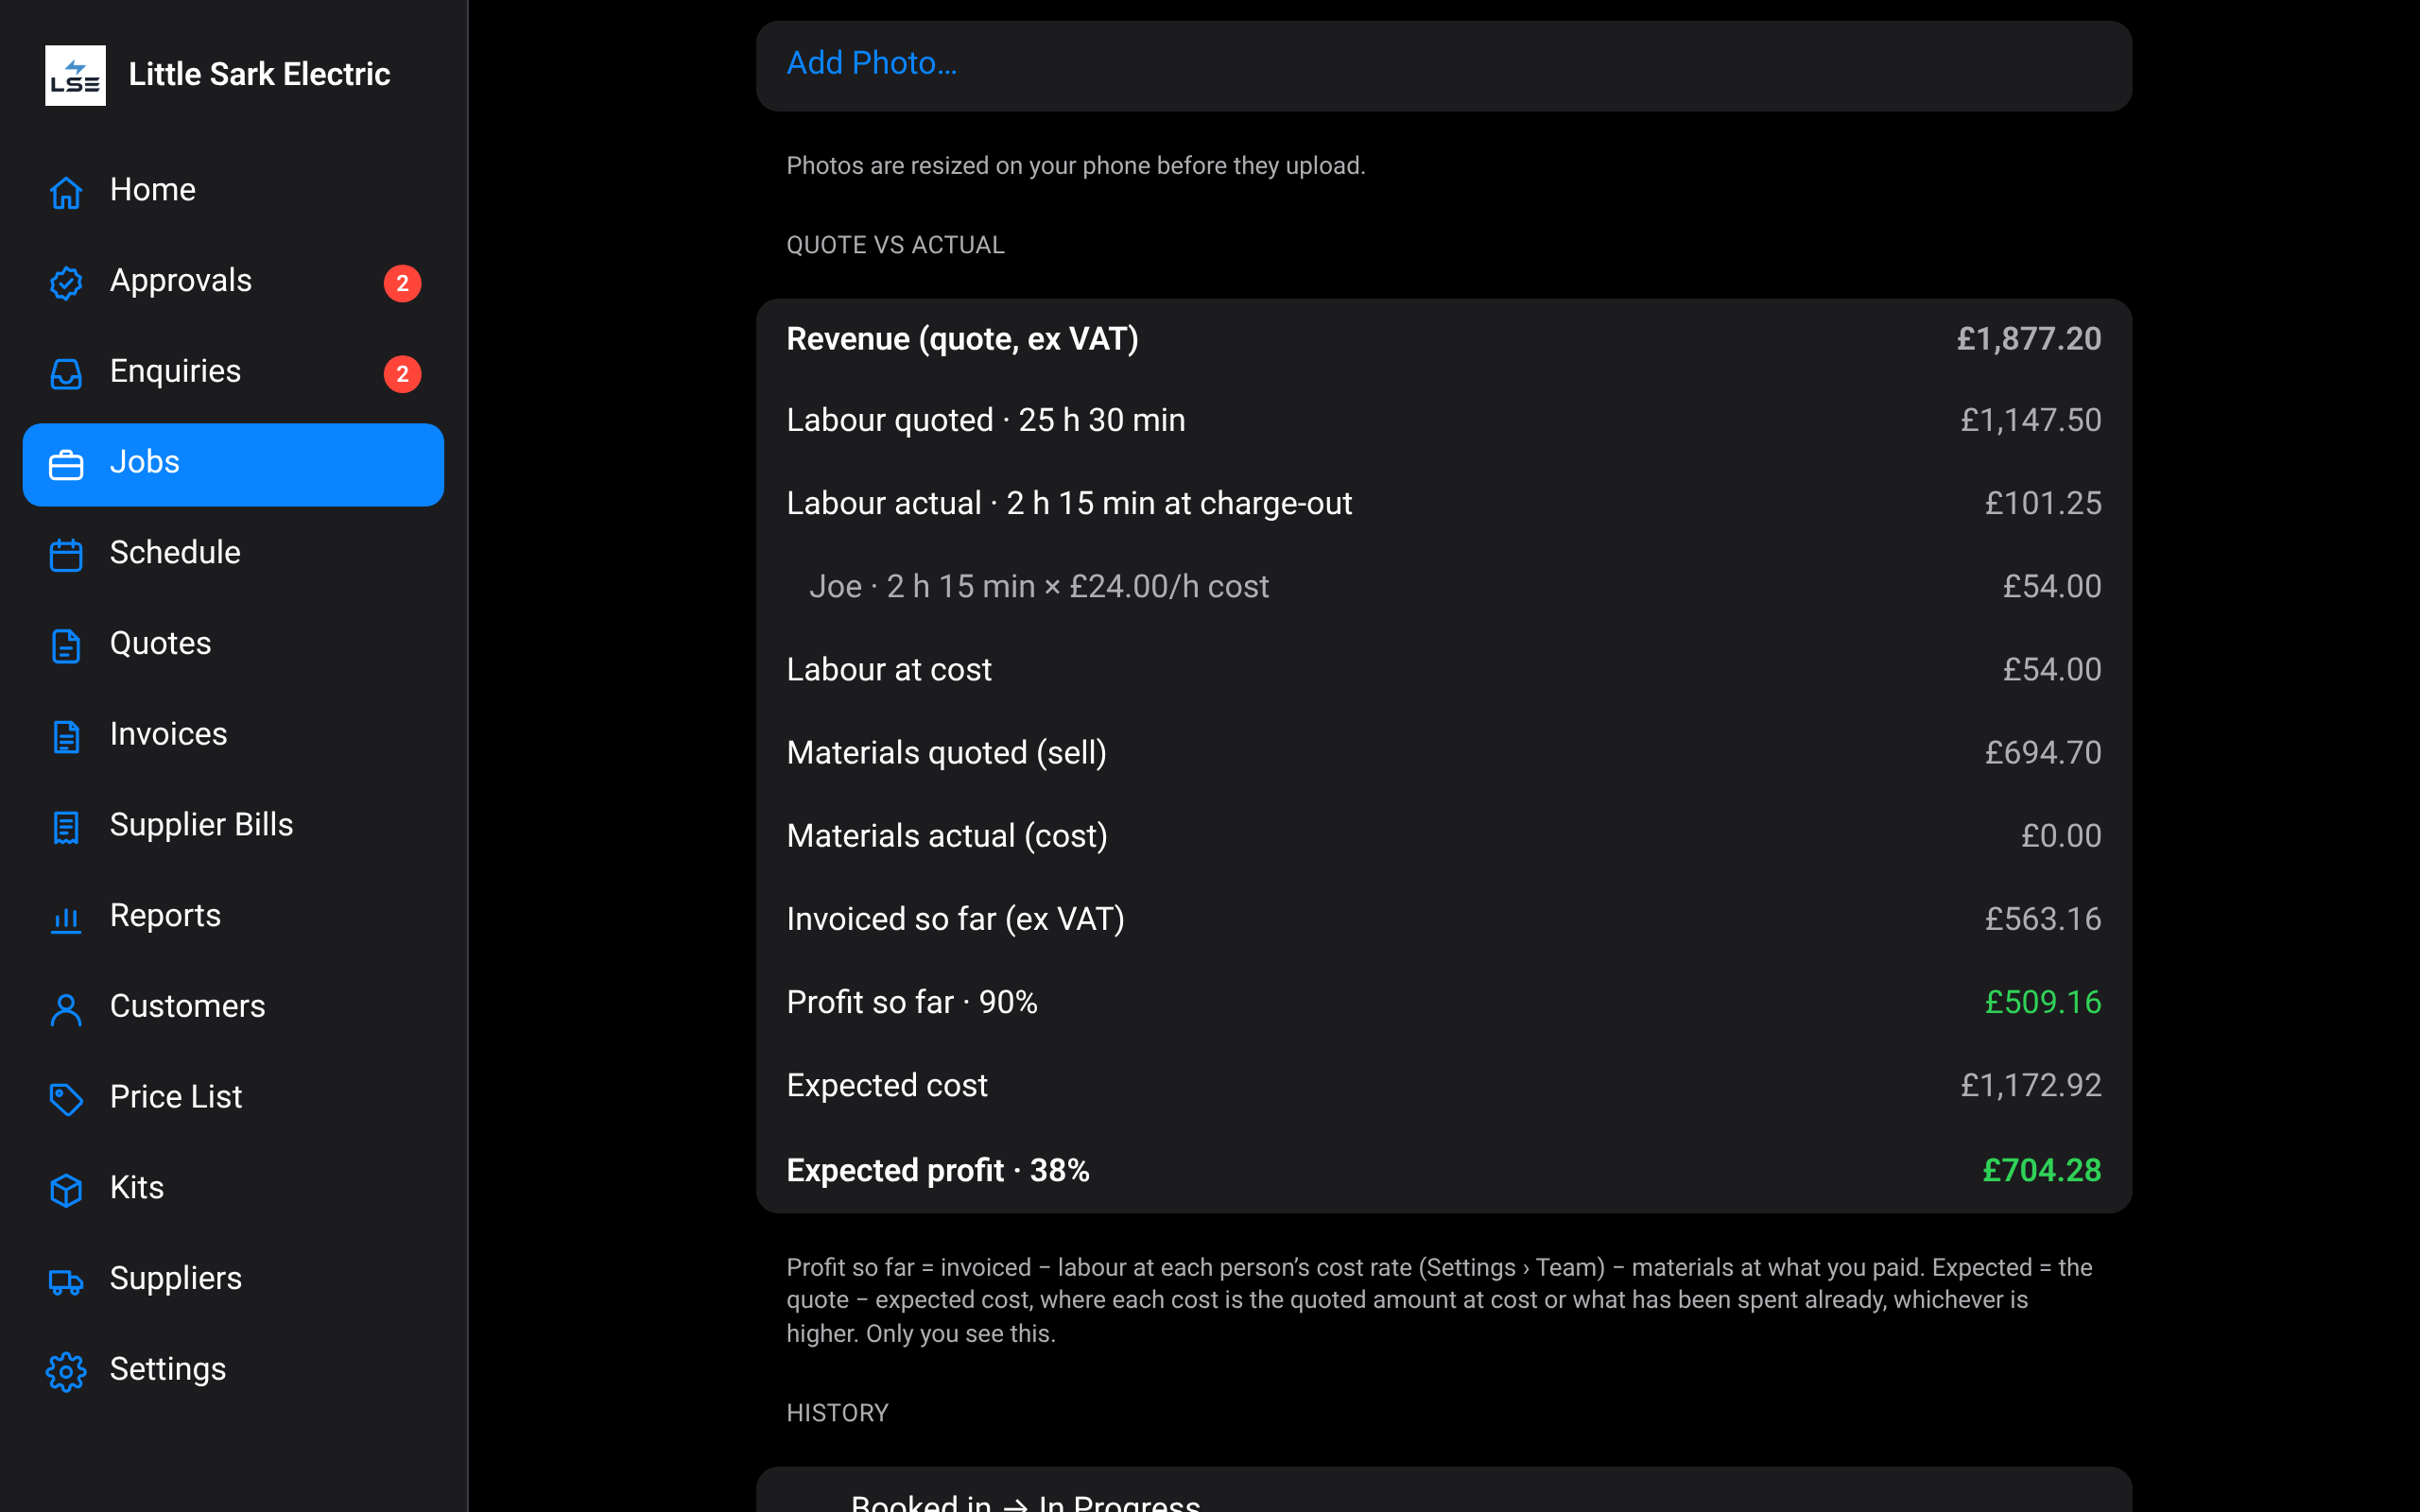 LSE
Little Sark Electric
Home
Approvals 2
Enquiries 2
Jobs
Schedule
Quotes
Invoices
Supplier Bills
Reports
Customers
Price List
Kits
Suppliers
Settings
Add Photo…
Photos are resized on your phone before they upload.
QUOTE VS ACTUAL
Revenue (quote, ex VAT) £1,877.20
Labour quoted · 25 h 30 min £1,147.50
Labour actual · 2 h 15 min at charge-out £101.25
Joe · 2 h 15 min × £24.00/h cost £54.00
Labour at cost £54.00
Materials quoted (sell) £694.70
Materials actual (cost) £0.00
Invoiced so far (ex VAT) £563.16
Profit so far · 90% £509.16
Expected cost £1,172.92
Expected profit · 38% £704.28
Profit so far = invoiced − labour at each person’s cost rate (Settings › Team) − materials at what you paid. Expected = the
quote − expected cost, where each cost is the quoted amount at cost or what has been spent already, whichever is
higher. Only you see this.
HISTORY
Booked in → In Progress